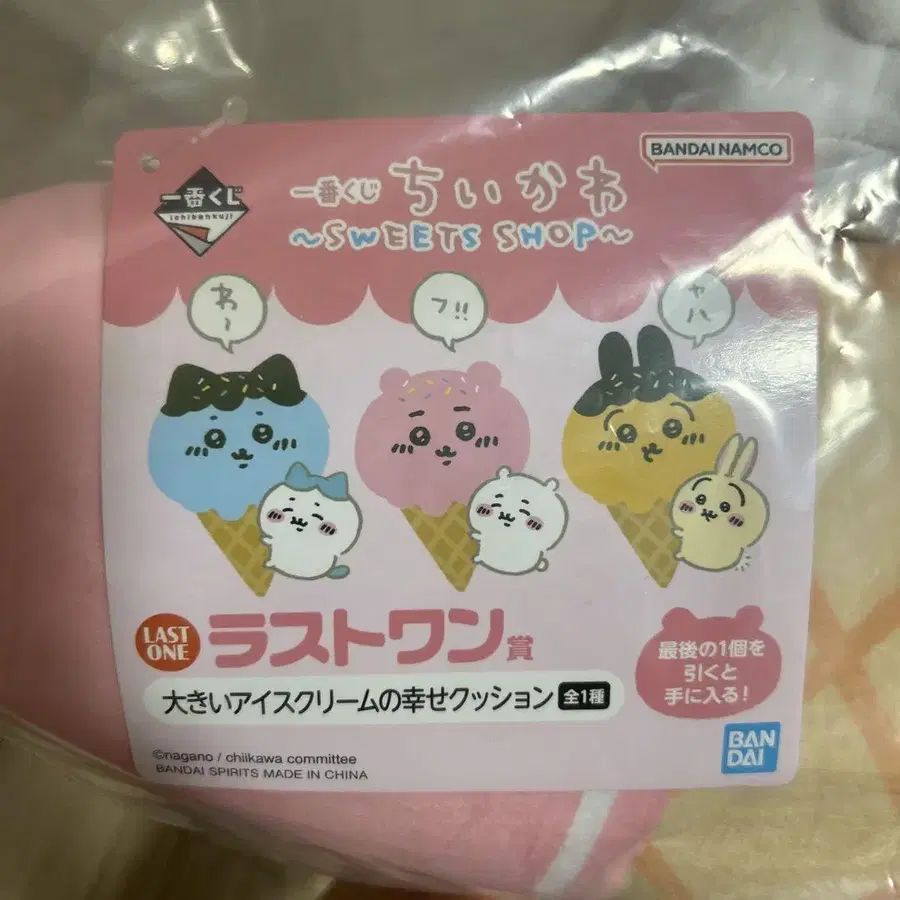 BANDAI NAMCO
一番くじ
ichibankuji
一番くじ ちいかわ
～SWEETS SHOP～
わ～
フ!!
ヤハ
LAST ONE
ラストワン賞
大きいアイスクリームの幸せクッション 全1種
最後の1個を
引くと
手に入る!
©nagano / chiikawa committee
BANDAI SPIRITS MADE IN CHINA
BAN
DAI